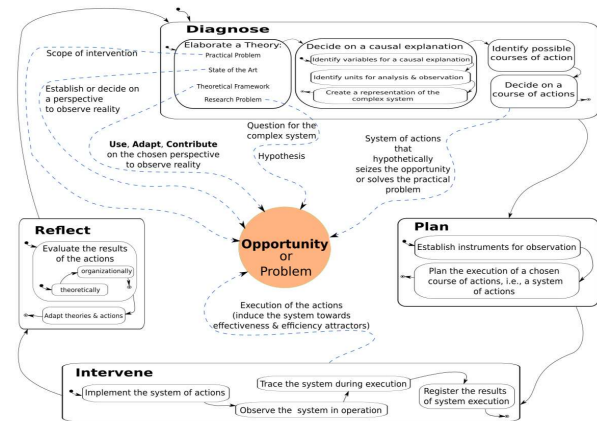 Diagnose
Elaborate a Theory:
Practical Problem
State of the Art
Theoretical Framework
Research Problem
Decide on a causal explanation
Identify variables for a causal explanation
Identify units for analysis & observation
Create a representation of the
complex system
Identify possible
courses of action
Decide on a
course of actions
Scope of intervention
Establish or decide on
a perspective
to observe reality
Use, Adapt, Contribute
on the chosen perspective
to observe reality
Question for the
complex system
Hypothesis
System of actions
that
hypothetically
seizes the opportunity
or solves the practical
problem
Opportunity
or
Problem
Reflect
Evaluate the results
of the actions
organizationally
theoretically
Adapt theories & actions
Plan
Establish instruments for observation
Plan the execution of a chosen
course of actions, i.e., a system
of actions
Execution of the actions
(induce the system towards
effectiveness & efficiency attractors)
Intervene
Implement the system of actions
Observe the system in operation
Trace the system during execution
Register the results
of system execution